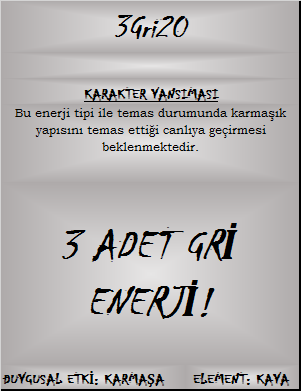 3Gri20
KARAKTER YANSIMASI
Bu enerji tipi ile temas durumunda karmaşık
yapısını temas ettiği canlıya geçirmesi
beklenmektedir.
3 ADET GRİ
ENERJİ!
DUYGUSAL ETKİ: KARMAŞA ELEMENT: KAYA